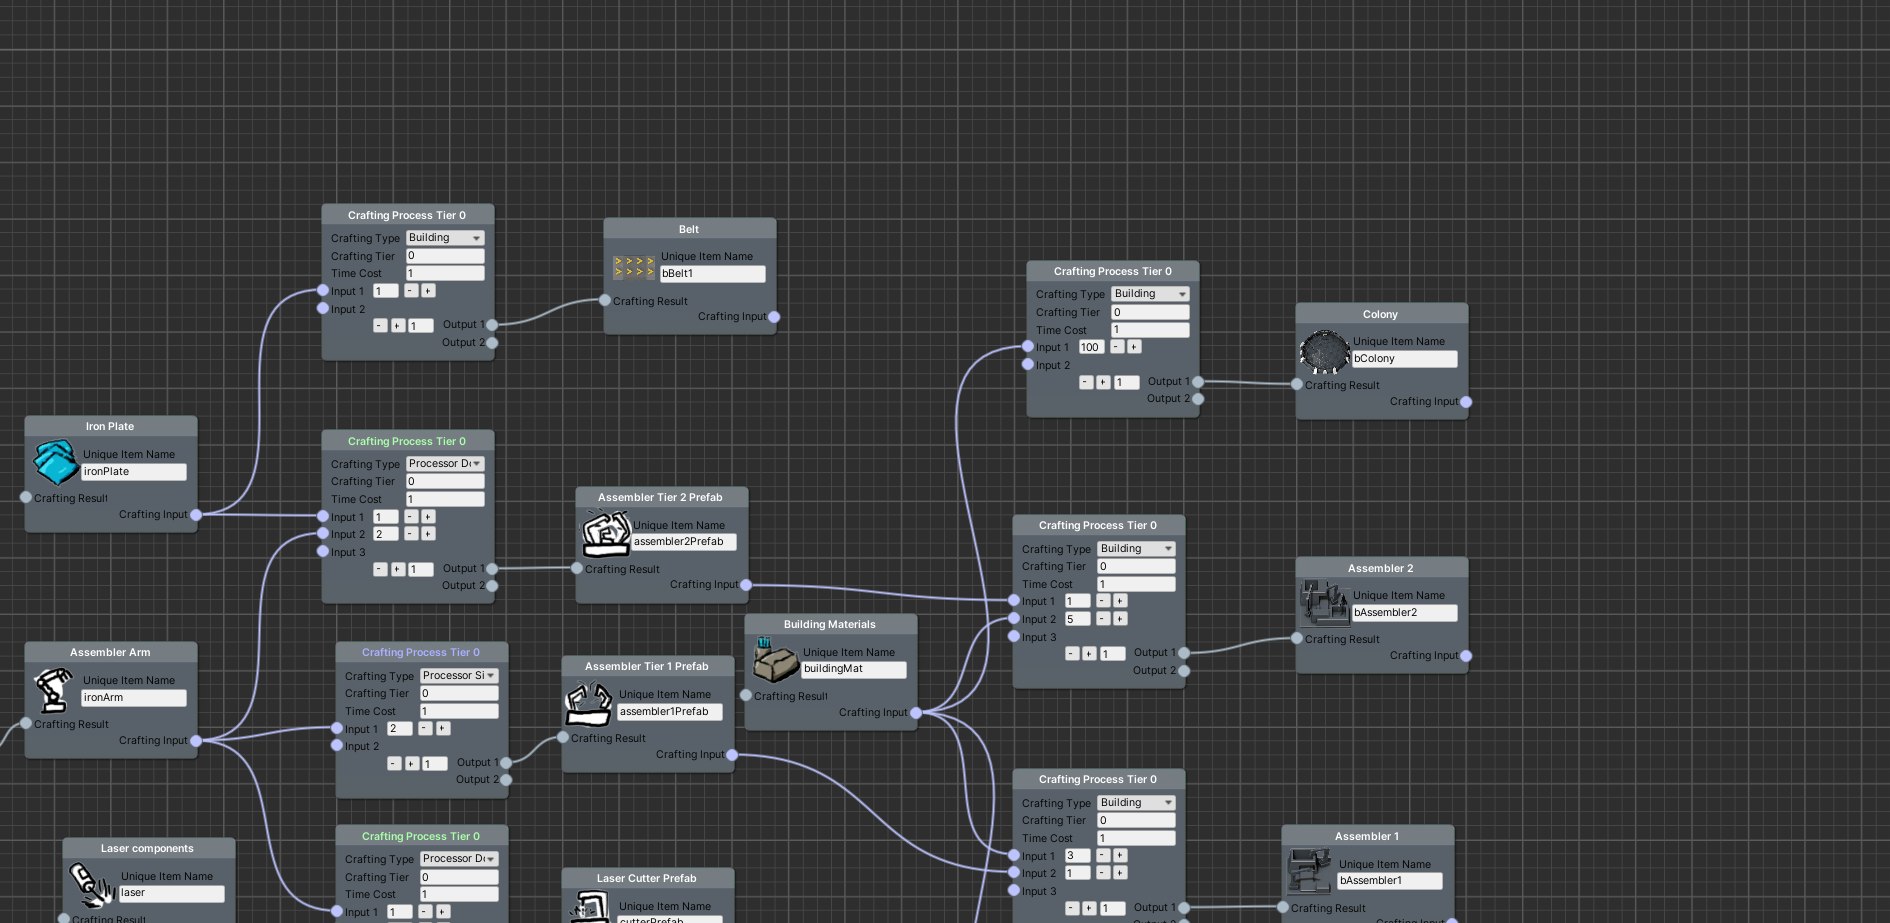 Crafting Process Tier 0
Crafting Type Building
Crafting Tier 0
Time Cost 1
Input 1 1 - +
Input 2
- + 1 Output 1
Output 2
Belt
Unique Item Name
bBelt1
Crafting Result
Crafting Input
Crafting Process Tier 0
Crafting Type Building
Crafting Tier 0
Time Cost 1
Input 1 100 - +
Input 2
- + 1 Output 1
Output 2
Colony
Unique Item Name
bColony
Crafting Result
Crafting Input
Iron Plate
Unique Item Name
ironPlate
Crafting Result
Crafting Input
Crafting Process Tier 0
Crafting Type Processor D
Crafting Tier 0
Time Cost 1
Input 1 1 - +
Input 2 2 - +
Input 3
- + 1 Output 1
Output 2
Assembler Tier 2 Prefab
Unique Item Name
assembler2Prefab
Crafting Result
Crafting Input
Crafting Process Tier 0
Crafting Type Building
Crafting Tier 0
Time Cost 1
Input 1 1 - +
Input 2 5 - +
Input 3
- + 1 Output 1
Output 2
Assembler 2
Unique Item Name
bAssembler2
Crafting Result
Crafting Input
Assembler Arm
Unique Item Name
ironArm
Crafting Result
Crafting Input
Crafting Process Tier 0
Crafting Type Processor Si
Crafting Tier 0
Time Cost 1
Input 1 2 - +
Input 2
- + 1 Output 1
Output 2
Assembler Tier 1 Prefab
Unique Item Name
assembler1Prefab
Crafting Result
Crafting Input
Building Materials
Unique Item Name
buildingMat
Crafting Result
Crafting Input
Crafting Process Tier 0
Crafting Type Building
Crafting Tier 0
Time Cost 1
Input 1 3 - +
Input 2 1 - +
Input 3
- + 1 Output 1
Assembler 1
Unique Item Name
bAssembler1
Crafting Result
Crafting Input
Laser components
Unique Item Name
laser
Crafting Result
Crafting Process Tier 0
Crafting Type Processor D
Crafting Tier 0
Time Cost 1
Input 1 1 - +
Laser Cutter Prefab
Unique Item Name
cutterPrefab